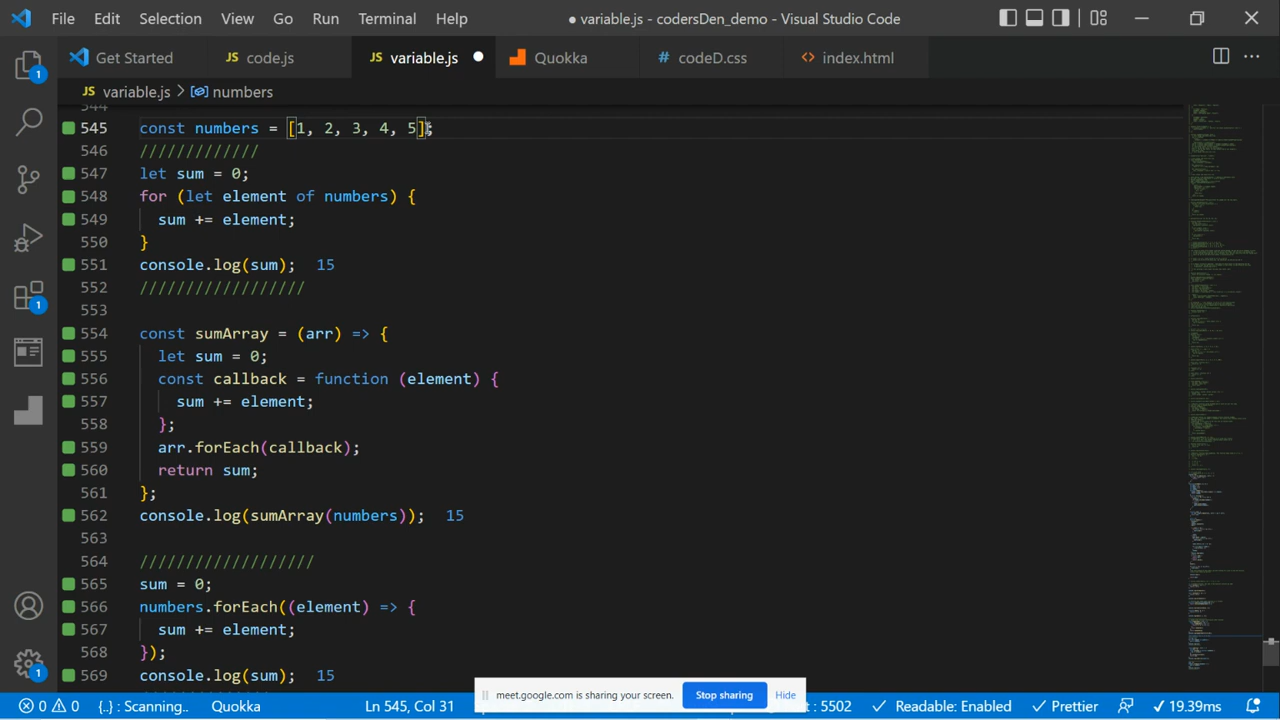 File Edit Selection View Go Run Terminal Help ● variable.js - codersDen_demo - Visual Studio Code
Get Started JS code.js JS variable.js Quokka # codeD.css <> index.html
JS variable.js > numbers
544
545 const numbers = [1, 2, 3, 4, 5];
546 /////////////
547 let sum = 0;
548 for (let element of numbers) {
549 sum += element;
550 }
551 console.log(sum); 15
552 //////////////////
553
554 const sumArray = (arr) => {
555 let sum = 0;
556 const callback = function (element) {
557 sum += element;
558 };
559 arr.forEach(callback);
560 return sum;
561 };
562 console.log(sumArray(numbers)); 15
563
564 ///////////////////
565 sum = 0;
566 numbers.forEach((element) => {
567 sum += element;
568 });
569 console.log(sum); 15
1
1
1
meet.google.com is sharing your screen. Stop sharing Hide
0 0 {..} : Scanning.. Quokka Ln 545, Col 31 : 5502 Readable: Enabled Prettier 19.39ms